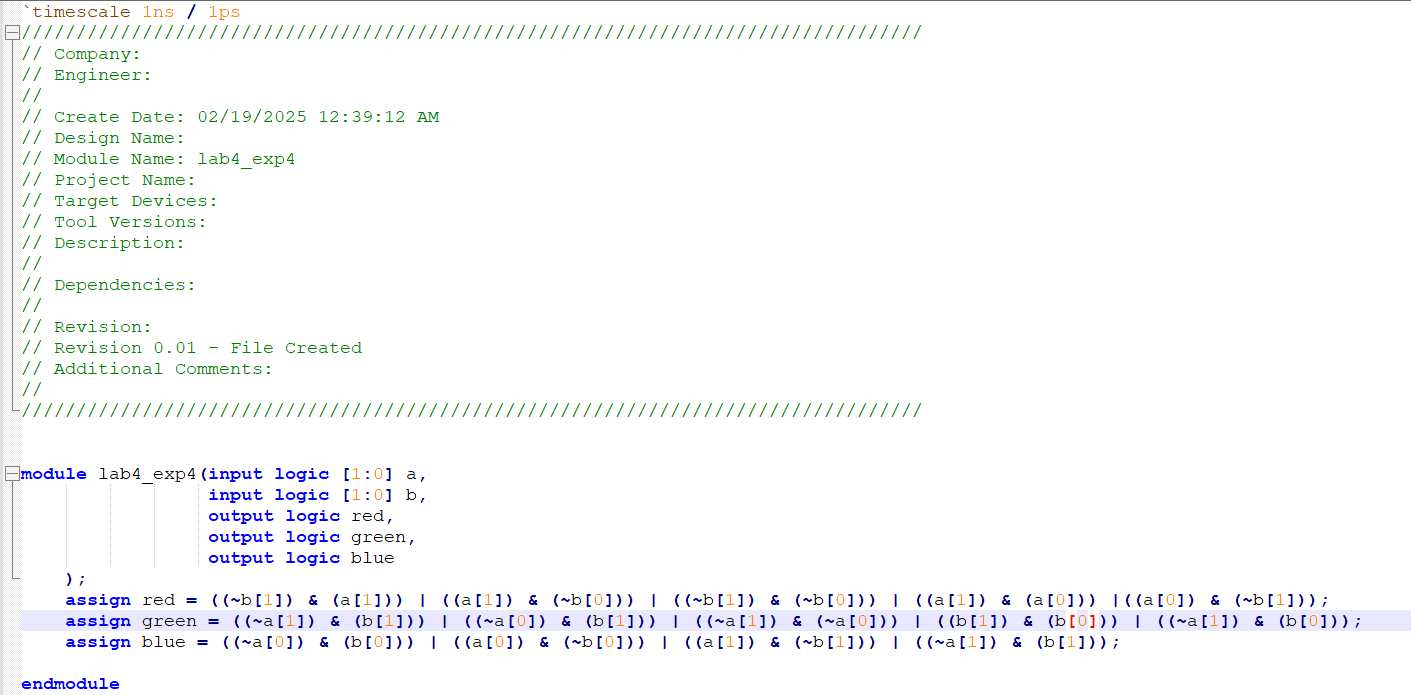 `timescale 1ns / 1ps
//////////////////////////////////////////////////////////////////////////////////
// Company:
// Engineer:
//
// Create Date: 02/19/2025 12:39:12 AM
// Design Name:
// Module Name: lab4_exp4
// Project Name:
// Target Devices:
// Tool Versions:
// Description:
//
// Dependencies:
//
// Revision:
// Revision 0.01 - File Created
// Additional Comments:
//
//////////////////////////////////////////////////////////////////////////////////
module lab4_exp4(input logic [1:0] a,
input logic [1:0] b,
output logic red,
output logic green,
output logic blue
);
assign red = ((~b[1]) & (a[1])) | ((a[1]) & (~b[0])) | ((~b[1]) & (~b[0])) | ((a[1]) & (a[0])) |((a[0]) & (~b[1]));
assign green = ((~a[1]) & (b[1])) | ((~a[0]) & (b[1])) | ((~a[1]) & (~a[0])) | ((b[1]) & (b[0])) | ((~a[1]) & (b[0]));
assign blue = ((~a[0]) & (b[0])) | ((a[0]) & (~b[0])) | ((a[1]) & (~b[1])) | ((~a[1]) & (b[1]));
endmodule